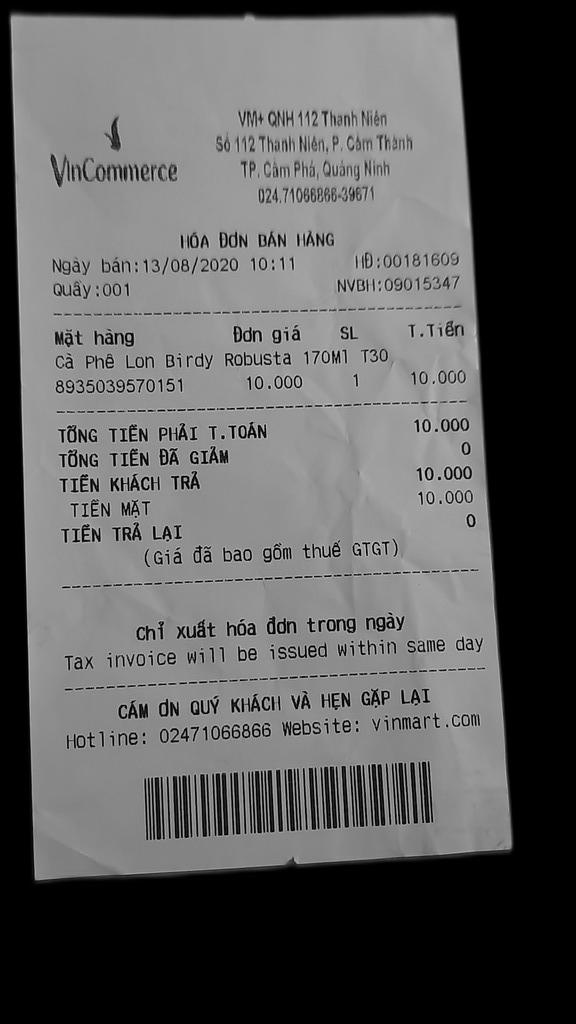 VinCommerce
VM+ QNH 112 Thanh Niên
Số 112 Thanh Niên, P. Cẩm Thành
TP. Cẩm Phả, Quảng Ninh
024.71066866-39671
HÓA ĐƠN BÁN HÀNG
Ngày bán:13/08/2020 10:11 HĐ:00181609
Quầy:001 NVBH:09015347
Mặt hàng Đơn giá SL T.Tiền
Cà Phê Lon Birdy Robusta 170Ml T30
8935039570151 10.000 1 10.000
TỔNG TIỀN PHẢI T.TOÁN 10.000
TỔNG TIỀN ĐÃ GIẢM 0
TIỀN KHÁCH TRẢ 10.000
TIỀN MẶT 10.000
TIỀN TRẢ LẠI 0
(Giá đã bao gồm thuế GTGT)
Chỉ xuất hóa đơn trong ngày
Tax invoice will be issued within same day
CẢM ƠN QUÝ KHÁCH VÀ HẸN GẶP LẠI
Hotline: 02471066866 Website: vinmart.com